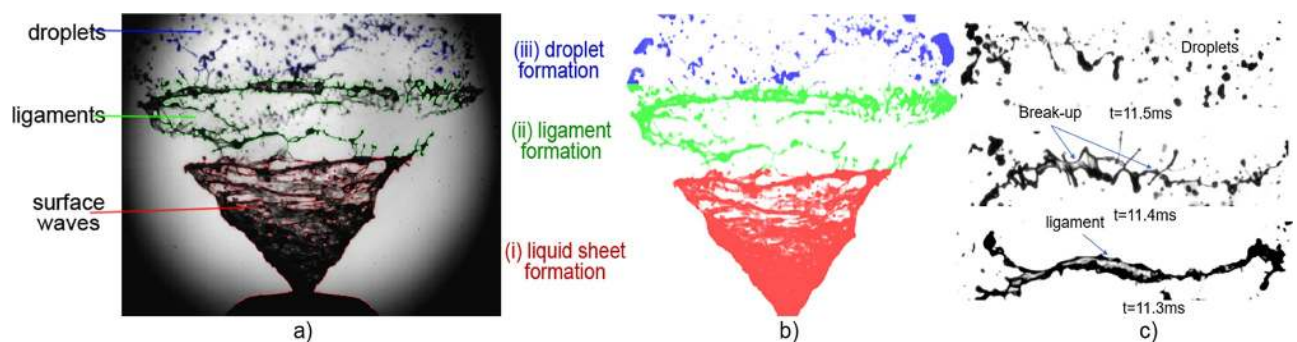 droplets
ligaments
surface
waves
a)
(iii) droplet
formation
(ii) ligament
formation
(i) liquid sheet
formation
b)
Droplets
Break-up
t=11.5ms
t=11.4ms
ligament
t=11.3ms
c)